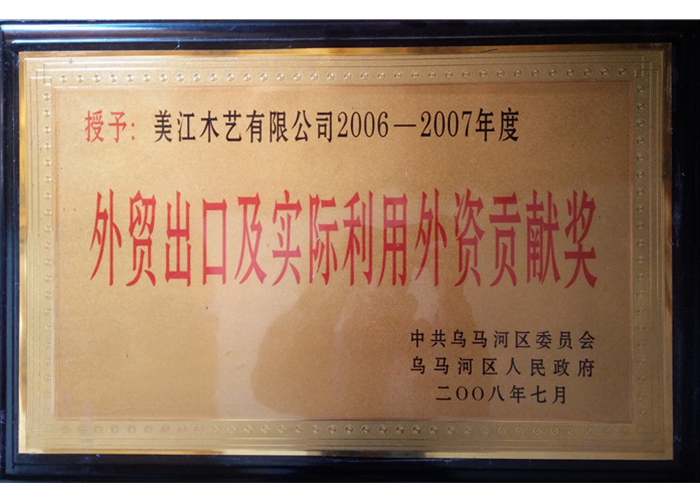 授予：美江木艺有限公司2006—2007年度
外贸出口及实际利用外资贡献奖
中共乌马河区委员会
乌马河区人民政府
二〇〇八年七月